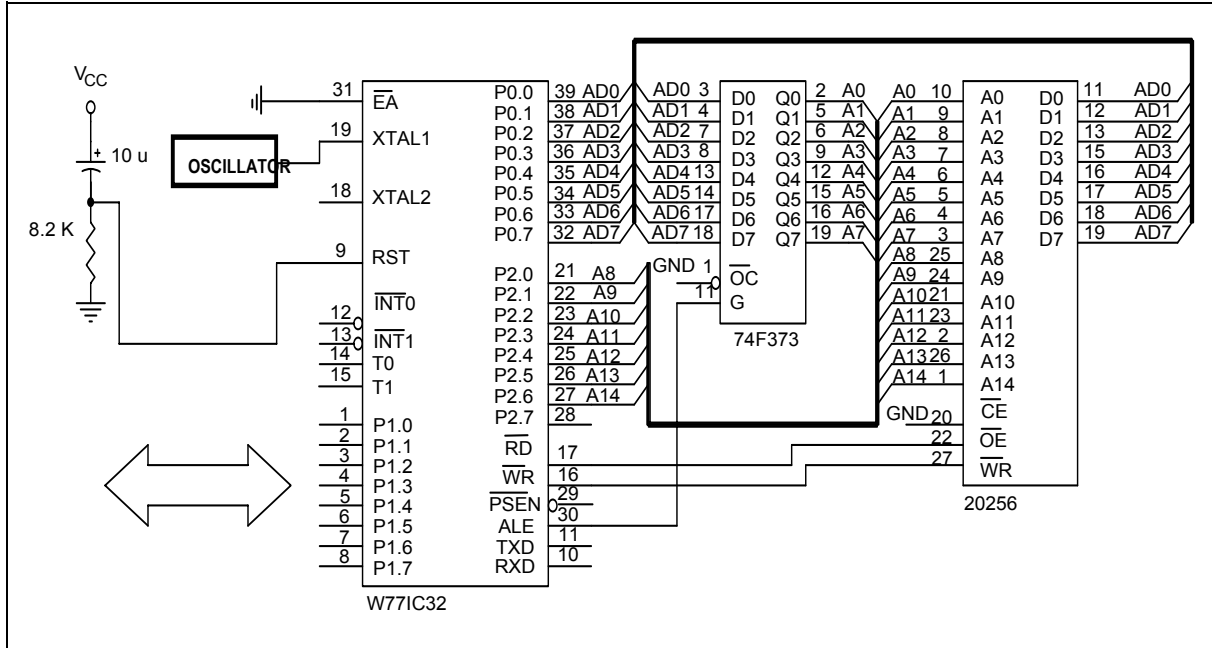 VCC
10 u
8.2 K
OSCILLATOR
31 EA
19 XTAL1
18 XTAL2
9 RST
12 INT0
13 INT1
14 T0
15 T1
1 P1.0
2 P1.1
3 P1.2
4 P1.3
5 P1.4
6 P1.5
7 P1.6
8 P1.7
P0.0 39 AD0
P0.1 38 AD1
P0.2 37 AD2
P0.3 36 AD3
P0.4 35 AD4
P0.5 34 AD5
P0.6 33 AD6
P0.7 32 AD7
P2.0 21 A8
P2.1 22 A9
P2.2 23 A10
P2.3 24 A11
P2.4 25 A12
P2.5 26 A13
P2.6 27 A14
P2.7 28
RD 17
WR 16
PSEN 29
ALE 30
TXD 11
RXD 10
W77IC32
AD0 3 D0 Q0 2 A0
AD1 4 D1 Q1 5 A1
AD2 7 D2 Q2 6 A2
AD3 8 D3 Q3 9 A3
AD4 13 D4 Q4 12 A4
AD5 14 D5 Q5 15 A5
AD6 17 D6 Q6 16 A6
AD7 18 D7 Q7 19 A7
GND 1 OC
11 G
74F373
A0 10 A0 D0 11 AD0
A1 9 A1 D1 12 AD1
A2 8 A2 D2 13 AD2
A3 7 A3 D3 15 AD3
A4 6 A4 D4 16 AD4
A5 5 A5 D5 17 AD5
A6 4 A6 D6 18 AD6
A7 3 A7 D7 19 AD7
A8 25 A8
A9 24 A9
A10 21 A10
A11 23 A11
A12 2 A12
A13 26 A13
A14 1 A14
GND 20 CE
22 OE
27 WR
20256